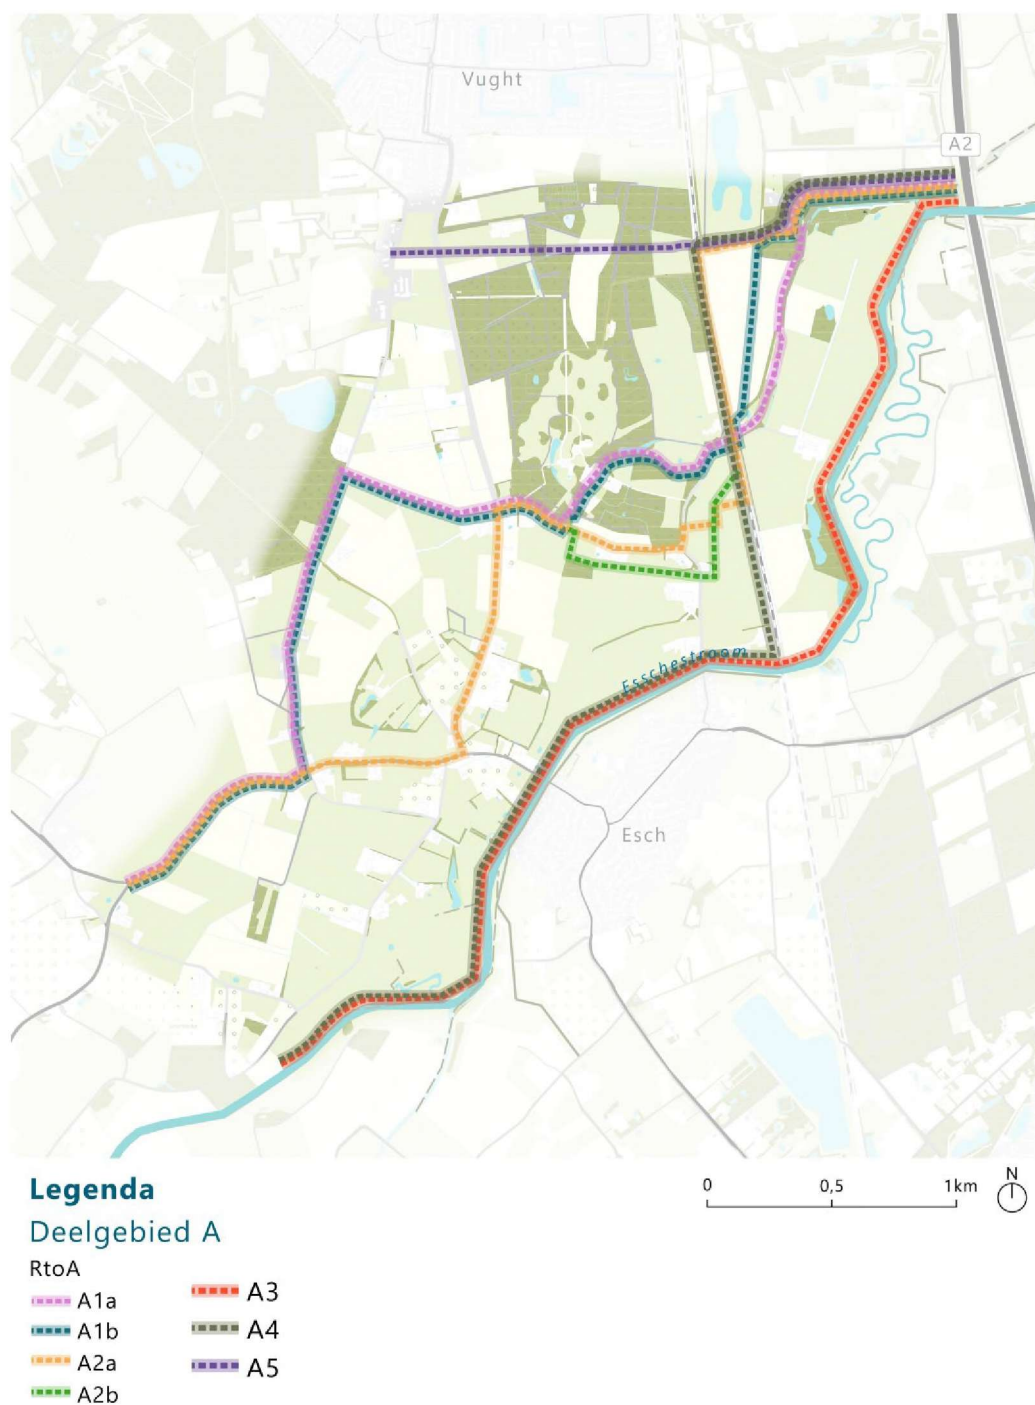 Vught
A2
Esschestroom
Esch
Legenda
Deelgebied A
RtoA
A1a
A1b
A2a
A2b
A3
A4
A5
0 0,5 1km
N